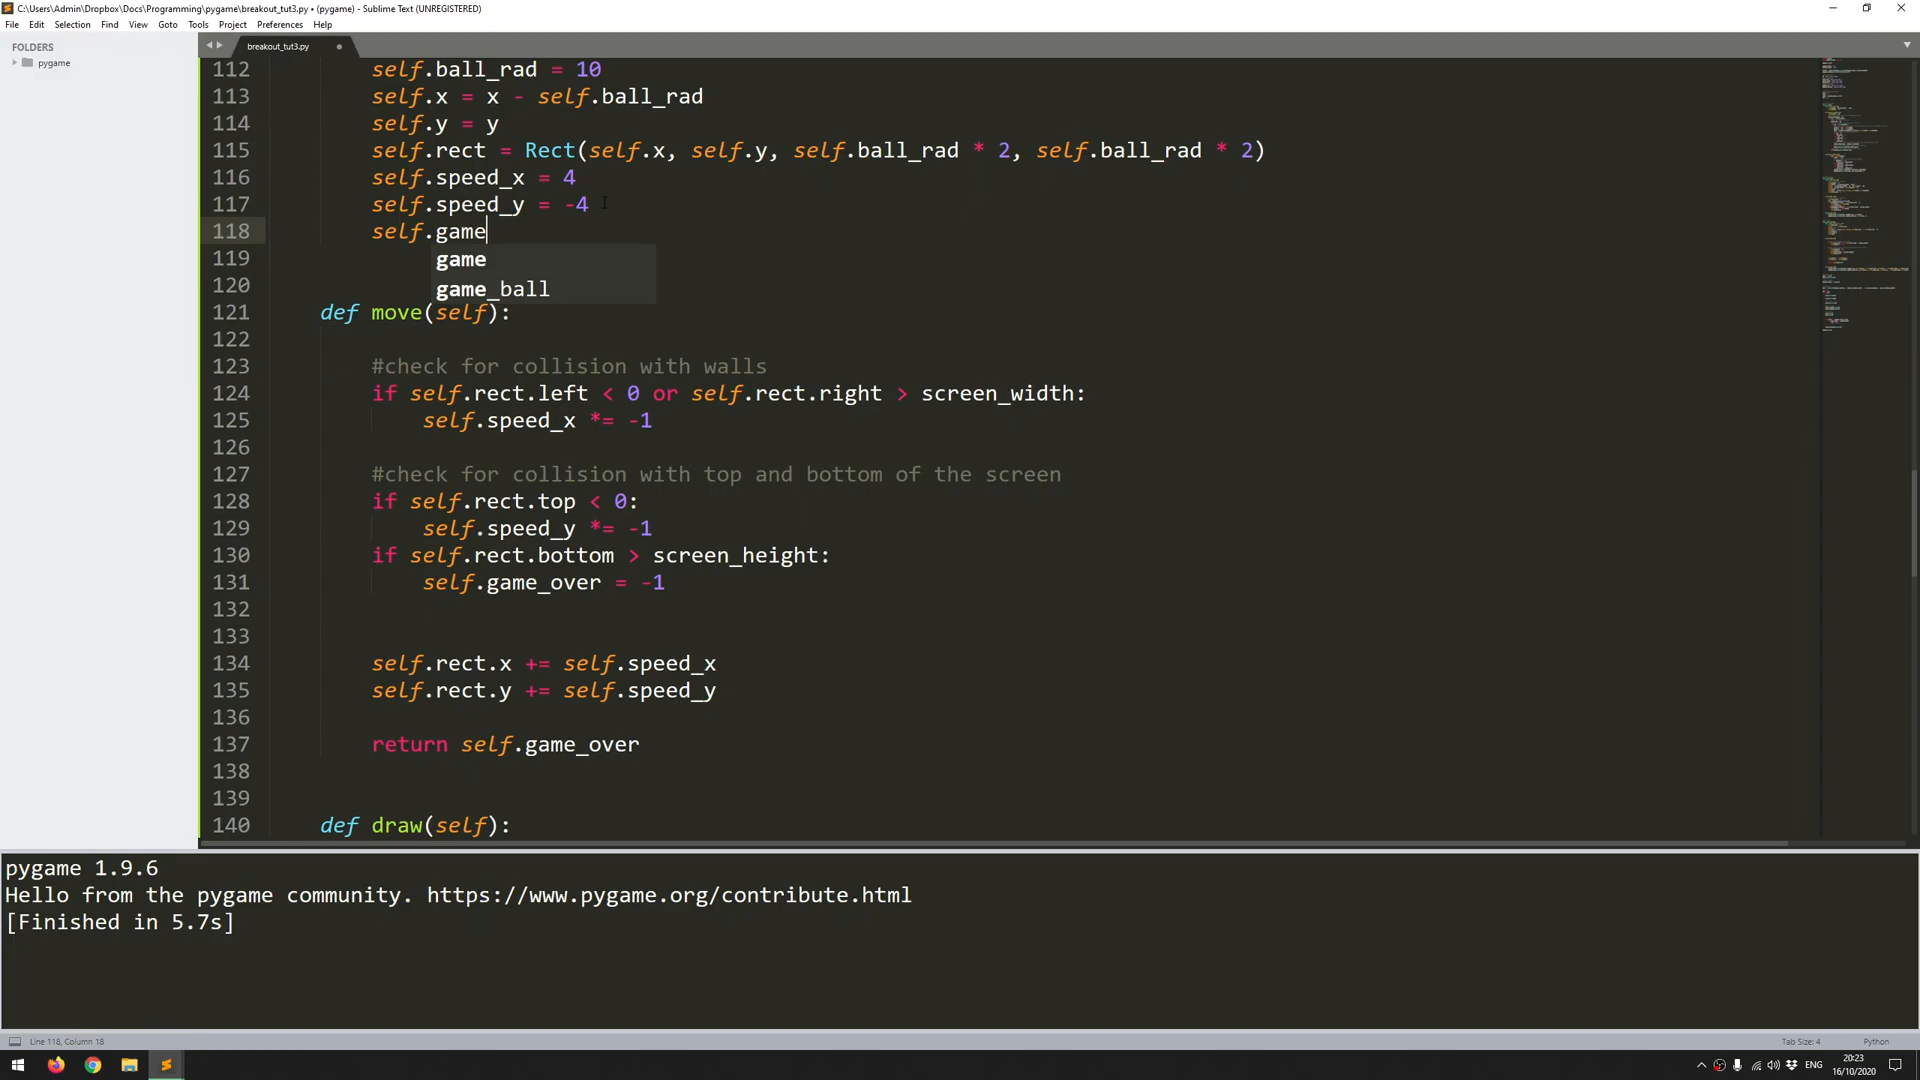 C:\Users\Admin\Dropbox\Docs\Programming\pygame\breakout_tut3.py • (pygame) - Sublime Text (UNREGISTERED)
File Edit Selection Find View Goto Tools Project Preferences Help
FOLDERS
pygame
breakout_tut3.py
112 self.ball_rad = 10
113 self.x = x - self.ball_rad
114 self.y = y
115 self.rect = Rect(self.x, self.y, self.ball_rad * 2, self.ball_rad * 2)
116 self.speed_x = 4
117 self.speed_y = -4
118 self.game
119 game
120 game_ball
121 def move(self):
122
123 #check for collision with walls
124 if self.rect.left < 0 or self.rect.right > screen_width:
125 self.speed_x *= -1
126
127 #check for collision with top and bottom of the screen
128 if self.rect.top < 0:
129 self.speed_y *= -1
130 if self.rect.bottom > screen_height:
131 self.game_over = -1
132
133
134 self.rect.x += self.speed_x
135 self.rect.y += self.speed_y
136
137 return self.game_over
138
139
140 def draw(self):
pygame 1.9.6
Hello from the pygame community. https://www.pygame.org/contribute.html
[Finished in 5.7s]
Line 118, Column 18
Tab Size: 4
Python
ENG
20:23
16/10/2020